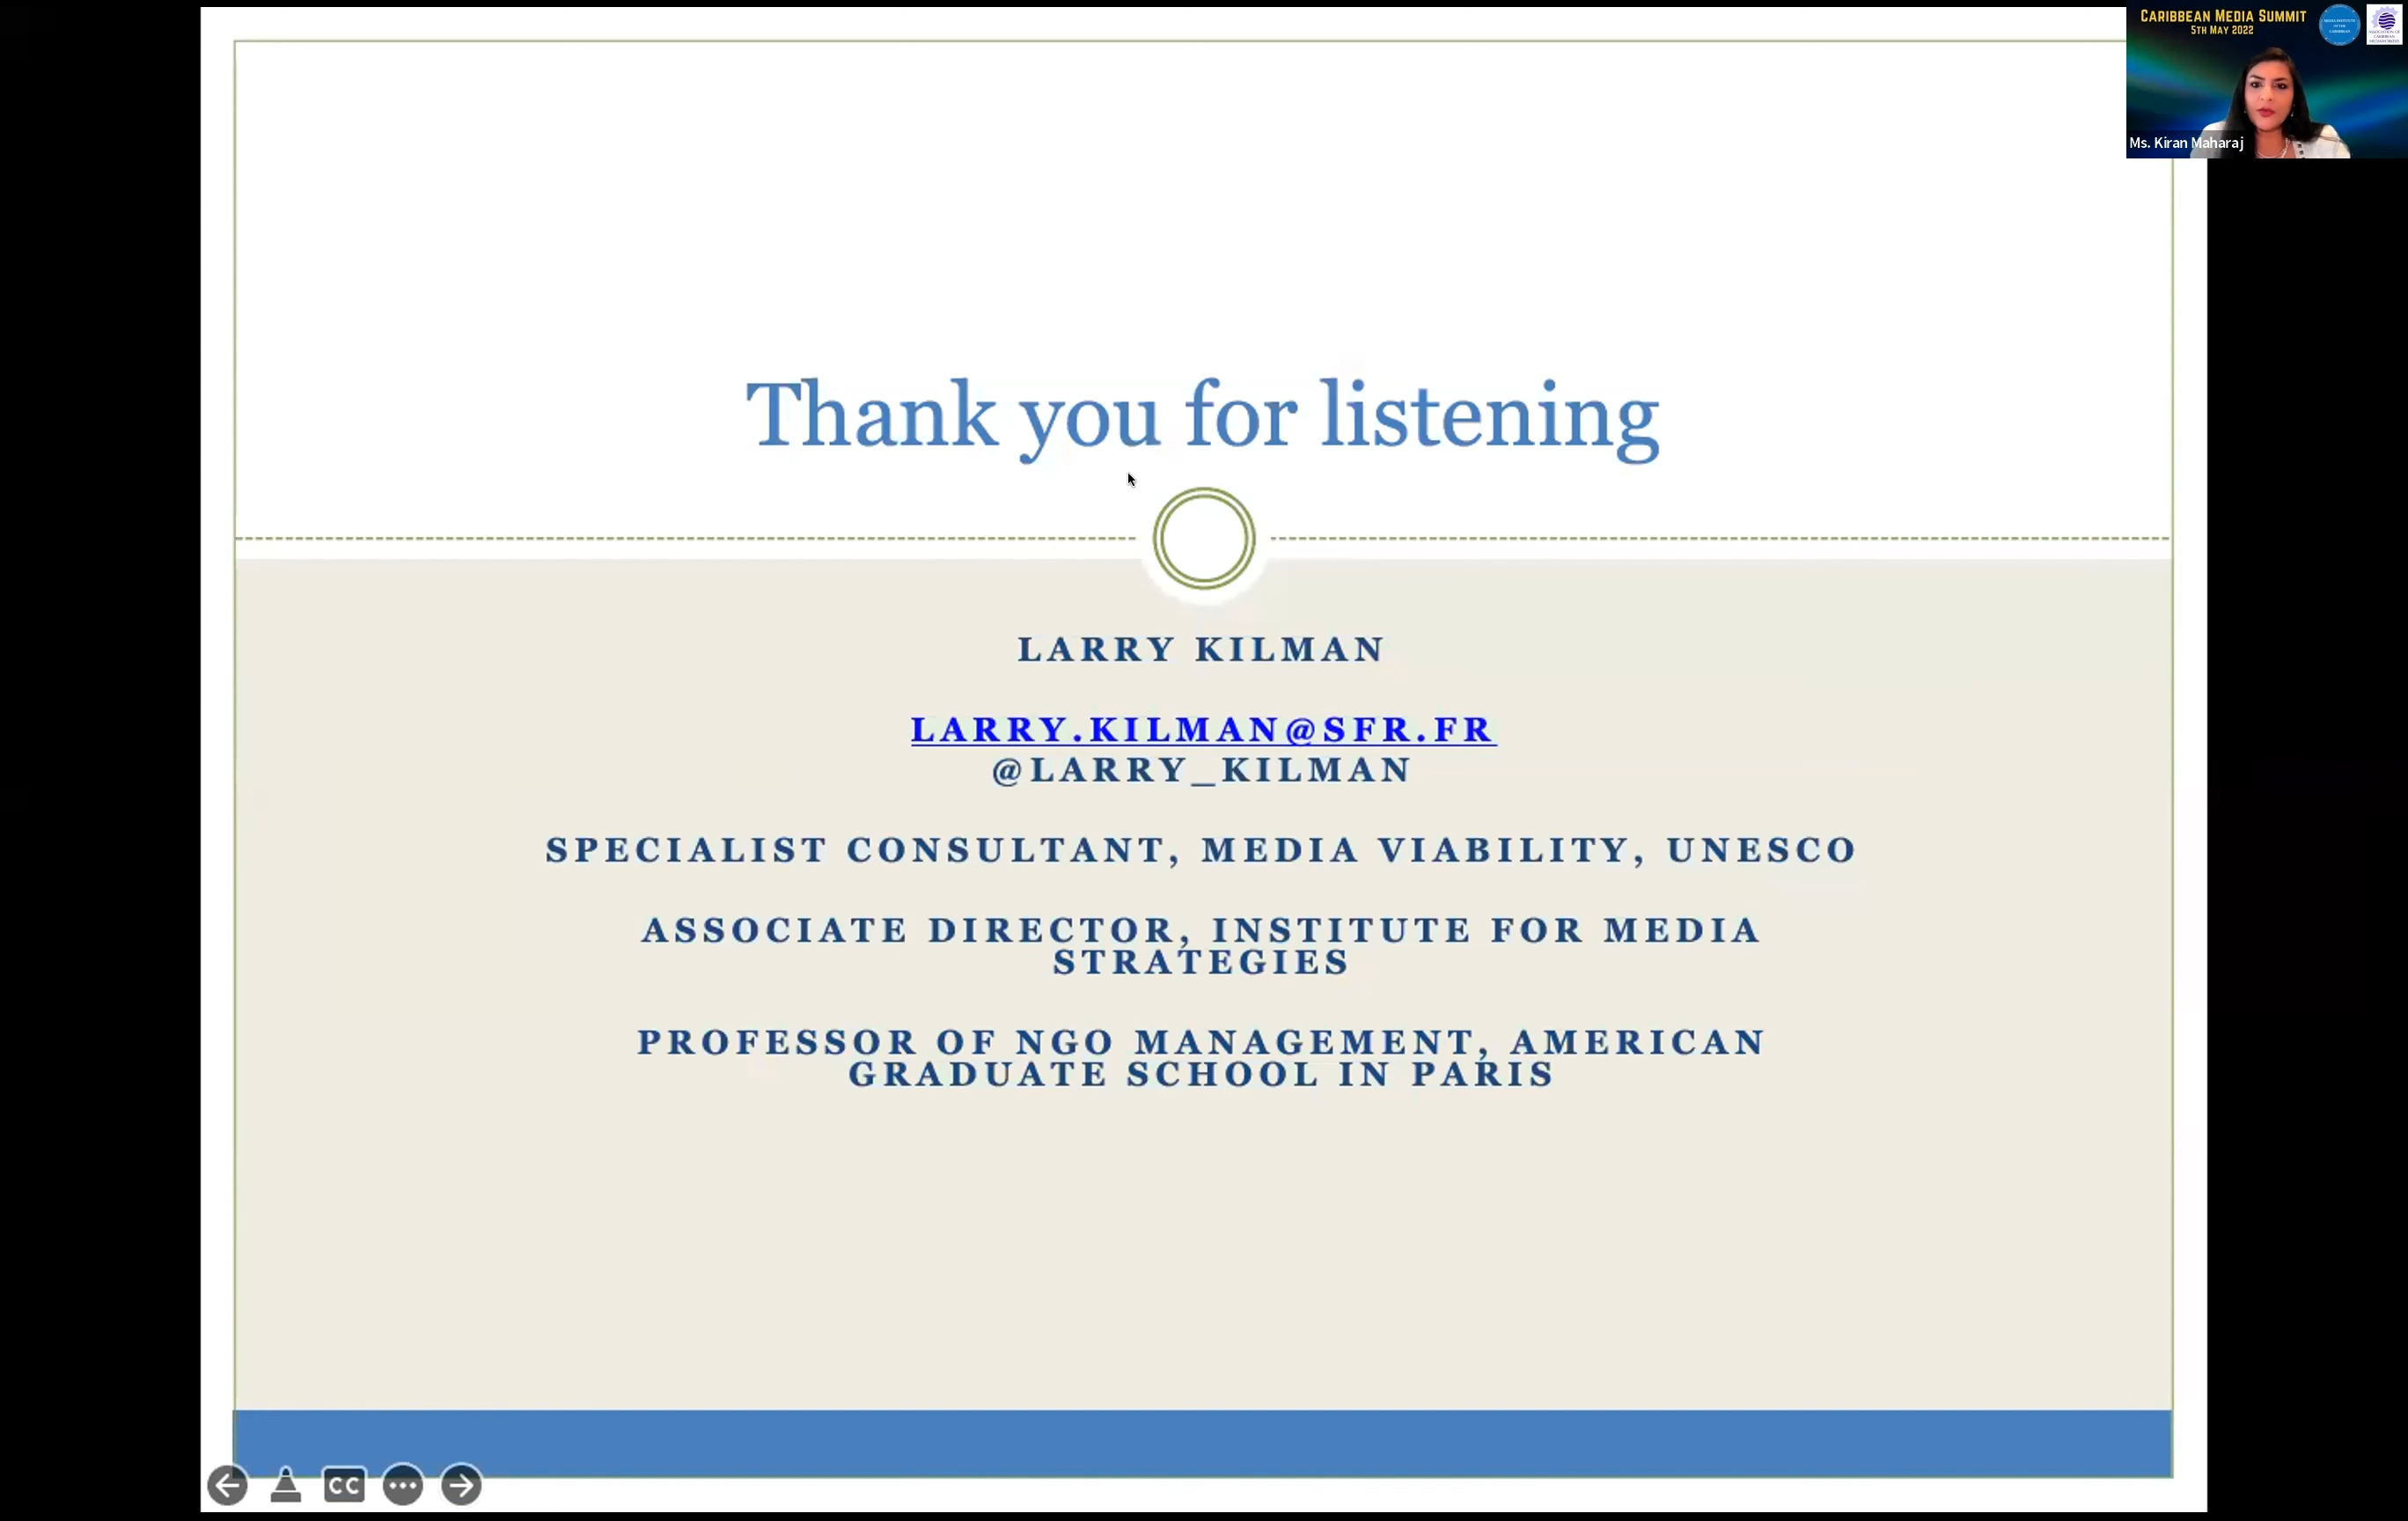 CARIBBEAN MEDIA SUMMIT
5TH MAY 2022
Ms. Kiran Maharaj
Thank you for listening
LARRY KILMAN
LARRY.KILMAN@SFR.FR
@LARRY_KILMAN
SPECIALIST CONSULTANT, MEDIA VIABILITY, UNESCO
ASSOCIATE DIRECTOR, INSTITUTE FOR MEDIA
STRATEGIES
PROFESSOR OF NGO MANAGEMENT, AMERICAN
GRADUATE SCHOOL IN PARIS
CC